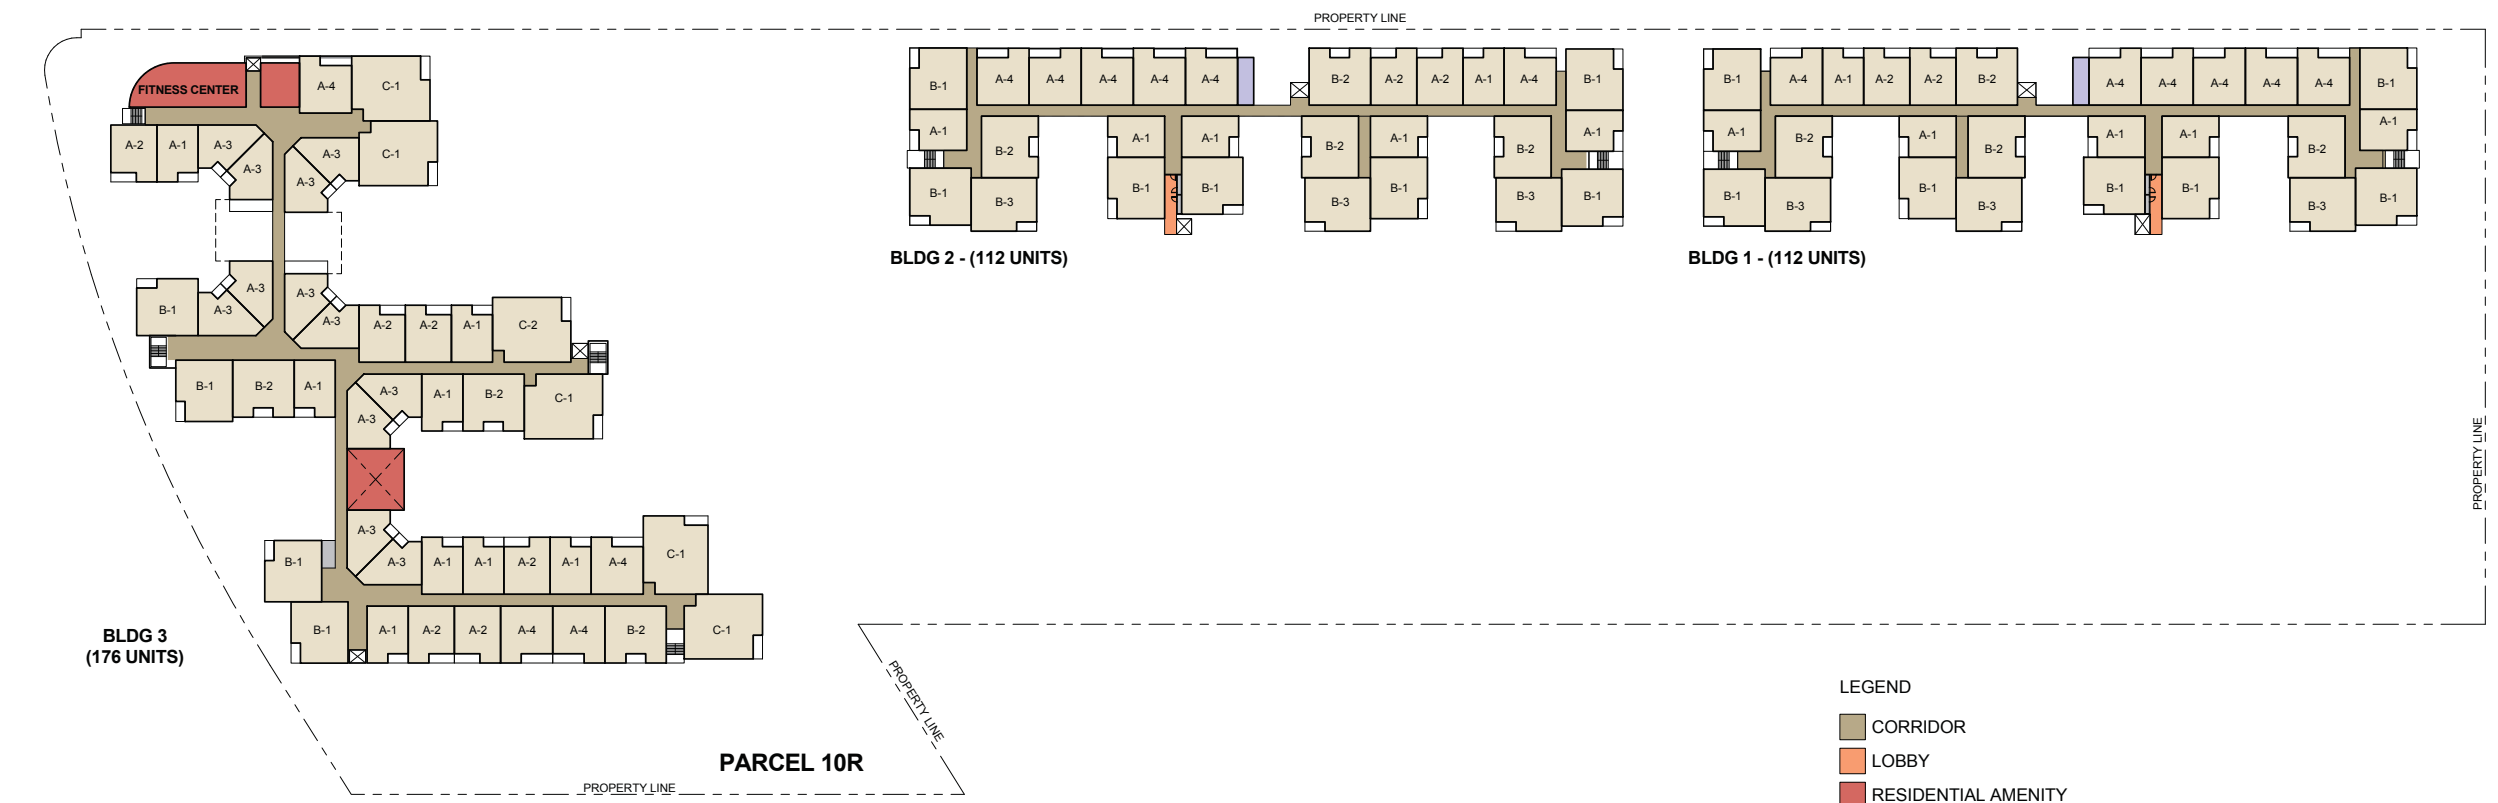 PROPERTY LINE
FITNESS CENTER
A-4
C-1
A-2
A-1
A-3
A-3
A-3
A-3
C-1
B-1
A-3
A-3
A-3
A-3
A-2
A-2
A-1
C-2
B-1
B-2
A-1
A-3
A-3
A-1
B-2
C-1
A-3
A-3
A-1
A-1
A-2
A-1
A-4
C-1
B-1
B-1
A-1
A-2
A-2
A-4
A-4
B-2
C-1
BLDG 3
(176 UNITS)
B-1
A-4
A-4
A-4
A-4
A-4
B-2
A-2
A-2
A-1
A-4
B-1
A-1
B-2
A-1
A-1
B-2
A-1
B-2
A-1
B-1
B-3
B-1
B-1
B-3
B-1
B-3
B-1
BLDG 2 - (112 UNITS)
B-1
A-4
A-1
A-2
A-2
B-2
A-4
A-4
A-4
A-4
A-4
B-1
A-1
B-2
A-1
B-2
A-1
A-1
B-2
A-1
B-1
B-3
B-1
B-3
B-1
B-1
B-3
B-1
BLDG 1 - (112 UNITS)
PROPERTY LINE
PROPERTY LINE
PARCEL 10R
PROPERTY LINE
LEGEND
CORRIDOR
LOBBY
RESIDENTIAL AMENITY